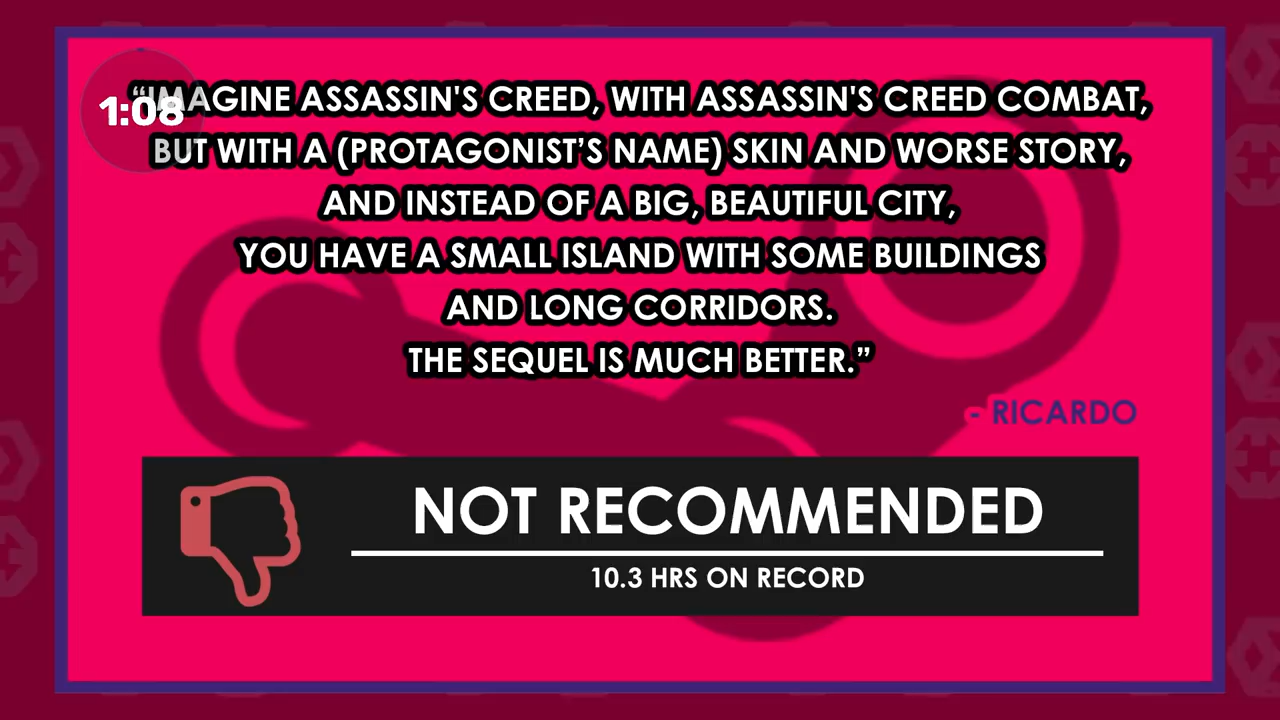 1:08
“IMAGINE ASSASSIN'S CREED, WITH ASSASSIN'S CREED COMBAT,
BUT WITH A (PROTAGONIST’S NAME) SKIN AND WORSE STORY,
AND INSTEAD OF A BIG, BEAUTIFUL CITY,
YOU HAVE A SMALL ISLAND WITH SOME BUILDINGS
AND LONG CORRIDORS.
THE SEQUEL IS MUCH BETTER.”
- RICARDO
NOT RECOMMENDED
10.3 HRS ON RECORD